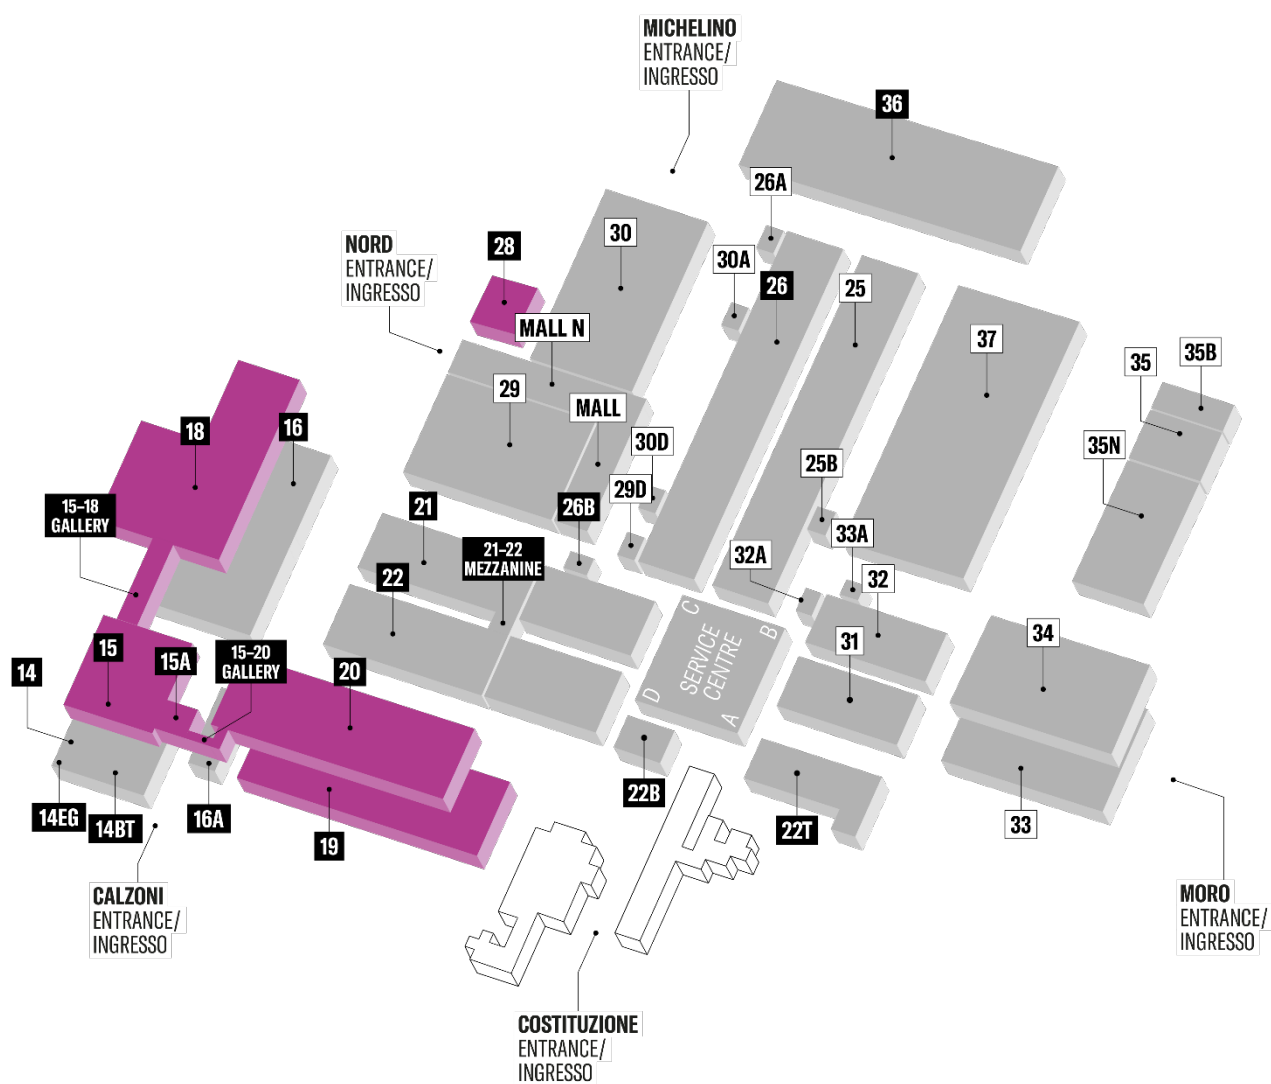 MICHELINO
ENTRANCE/
INGRESSO
36
26A
NORD
ENTRANCE/
INGRESSO
28
30
30A
26
25
MALL N
37
35
35B
29
MALL
18
16
30D
35N
25B
15–18
GALLERY
21
26B
29D
33A
21–22
MEZZANINE
32A
32
22
C
B
SERVICE
CENTRE
D
A
31
34
15
15A
15–20
GALLERY
20
14
22B
33
14EG
14BT
16A
19
22T
CALZONI
ENTRANCE/
INGRESSO
MORO
ENTRANCE/
INGRESSO
COSTITUZIONE
ENTRANCE/
INGRESSO